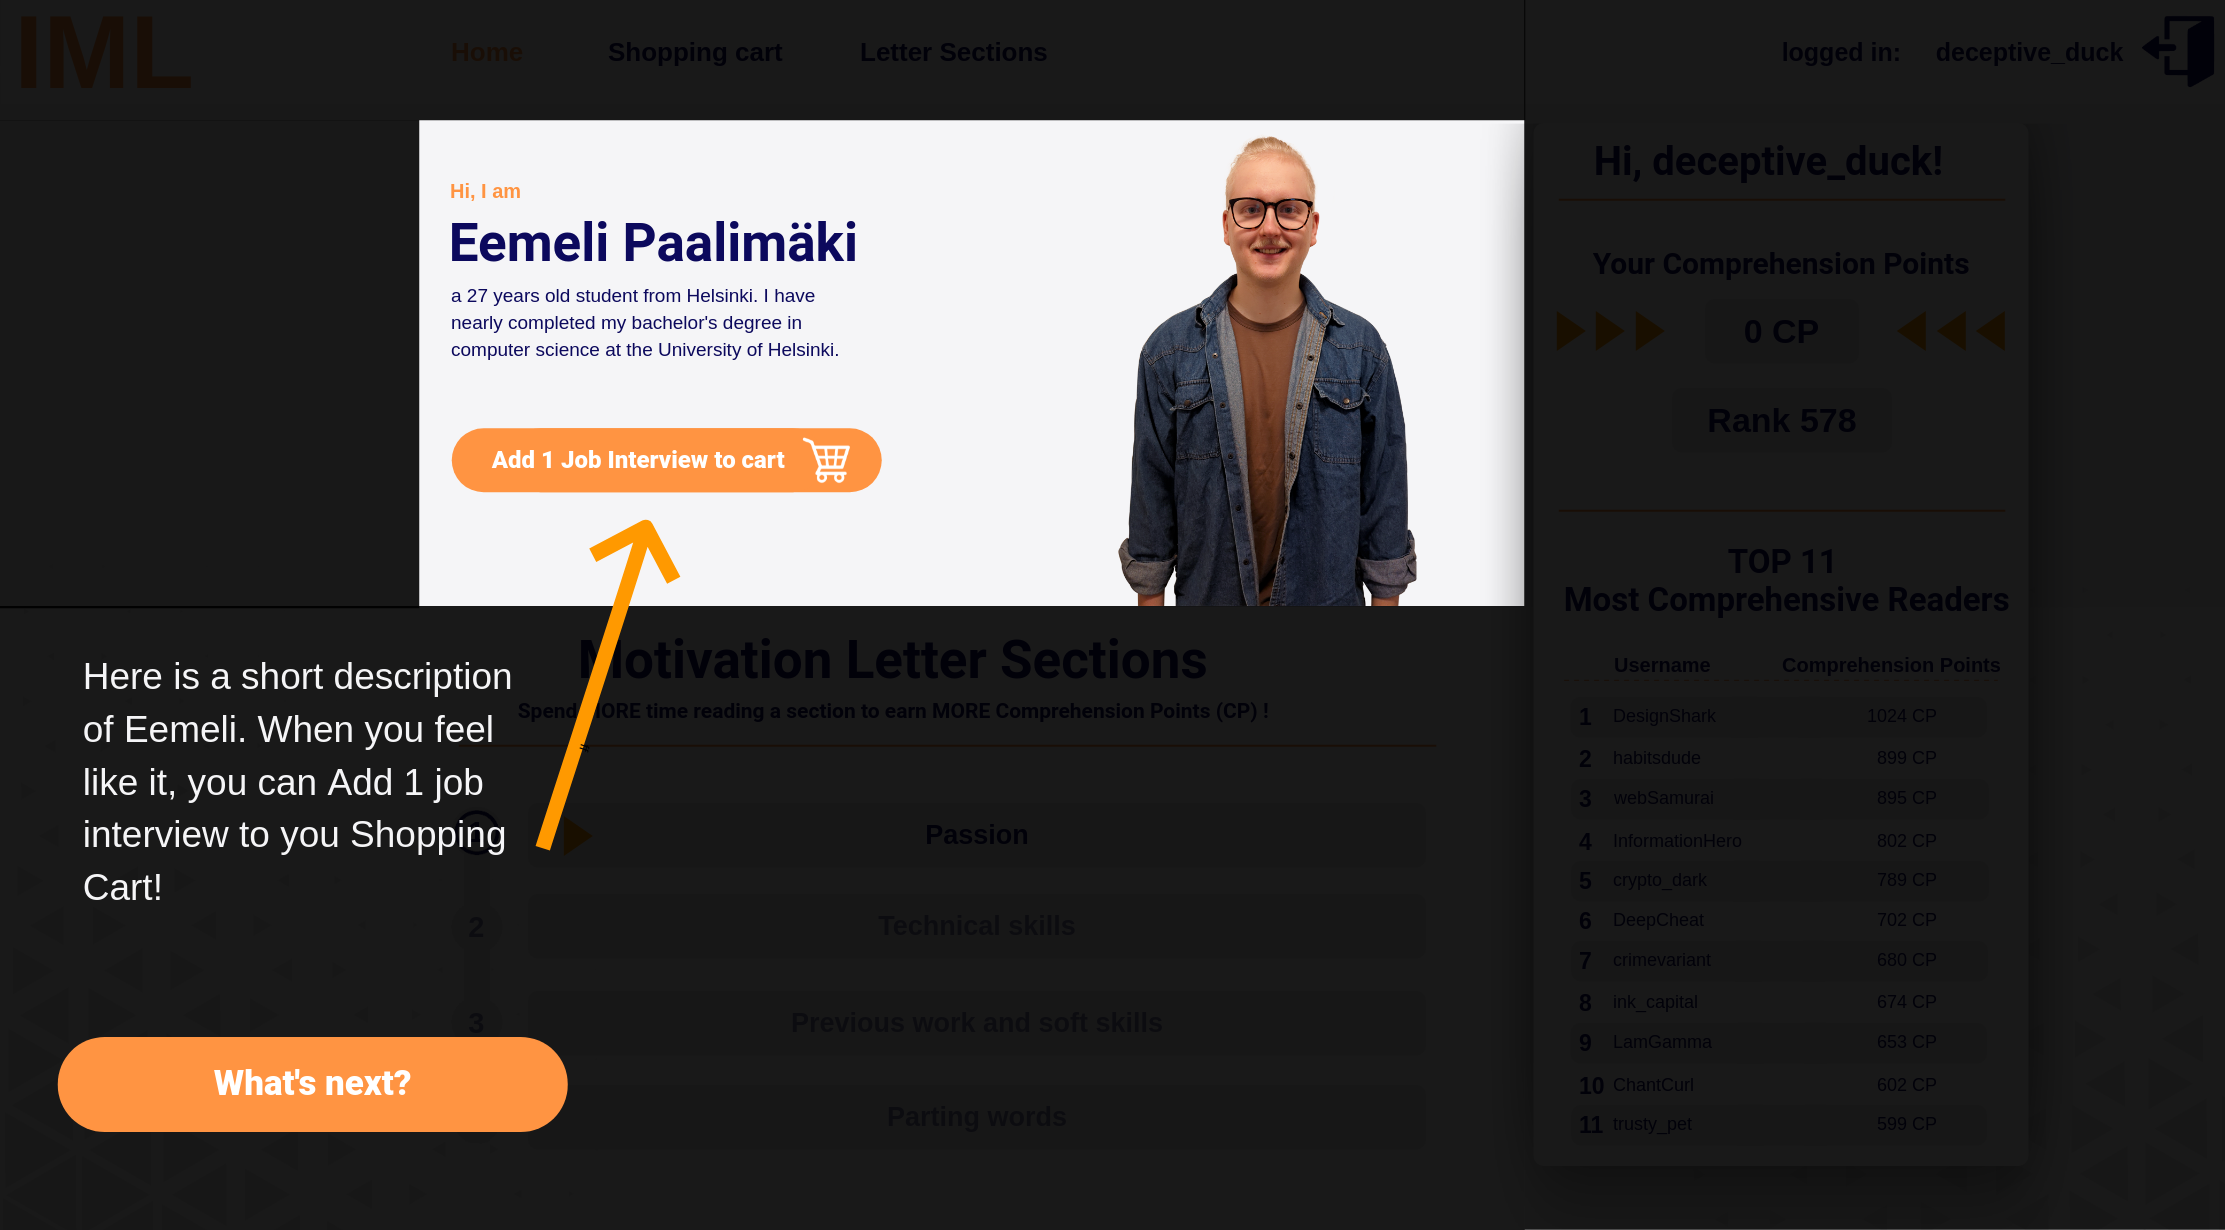 IML
Home
Shopping cart
Letter Sections
logged in:
deceptive_duck
Hi, I am
Eemeli Paalimäki
a 27 years old student from Helsinki. I have
nearly completed my bachelor's degree in
computer science at the University of Helsinki.
Add 1 Job Interview to cart
Hi, deceptive_duck!
Your Comprehension Points
0 CP
Rank 578
TOP 11
Most Comprehensive Readers
Username
Comprehension Points
1 DesignShark 1024 CP
2 habitsdude 899 CP
3 webSamurai 895 CP
4 InformationHero 802 CP
5 crypto_dark 789 CP
6 DeepCheat 702 CP
7 crimevariant 680 CP
8 ink_capital 674 CP
9 LamGamma 653 CP
10 ChantCurl 602 CP
11 trusty_pet 599 CP
Here is a short description
of Eemeli. When you feel
like it, you can Add 1 job
interview to you Shopping
Cart!
What's next?
Motivation Letter Sections
Spend MORE time reading a section to earn MORE Comprehension Points (CP) !
Passion
2 Technical skills
3 Previous work and soft skills
Parting words